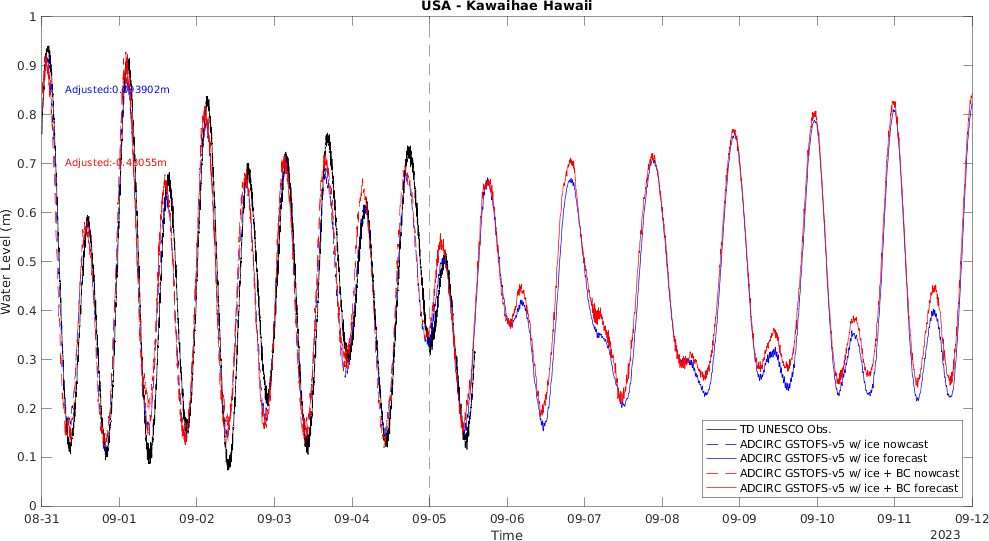 USA - Kawaihae Hawaii
1
0.9
0.8
0.7
0.6
0.5
0.4
0.3
0.2
0.1
0
Water Level (m)
Adjusted:0.093902m
Adjusted:-0.43055m
TD UNESCO Obs.
ADCIRC GSTOFS-v5 w/ ice nowcast
ADCIRC GSTOFS-v5 w/ ice forecast
ADCIRC GSTOFS-v5 w/ ice + BC nowcast
ADCIRC GSTOFS-v5 w/ ice + BC forecast
08-31 09-01 09-02 09-03 09-04 09-05 09-06 09-07 09-08 09-09 09-10 09-11 09-12
Time
2023